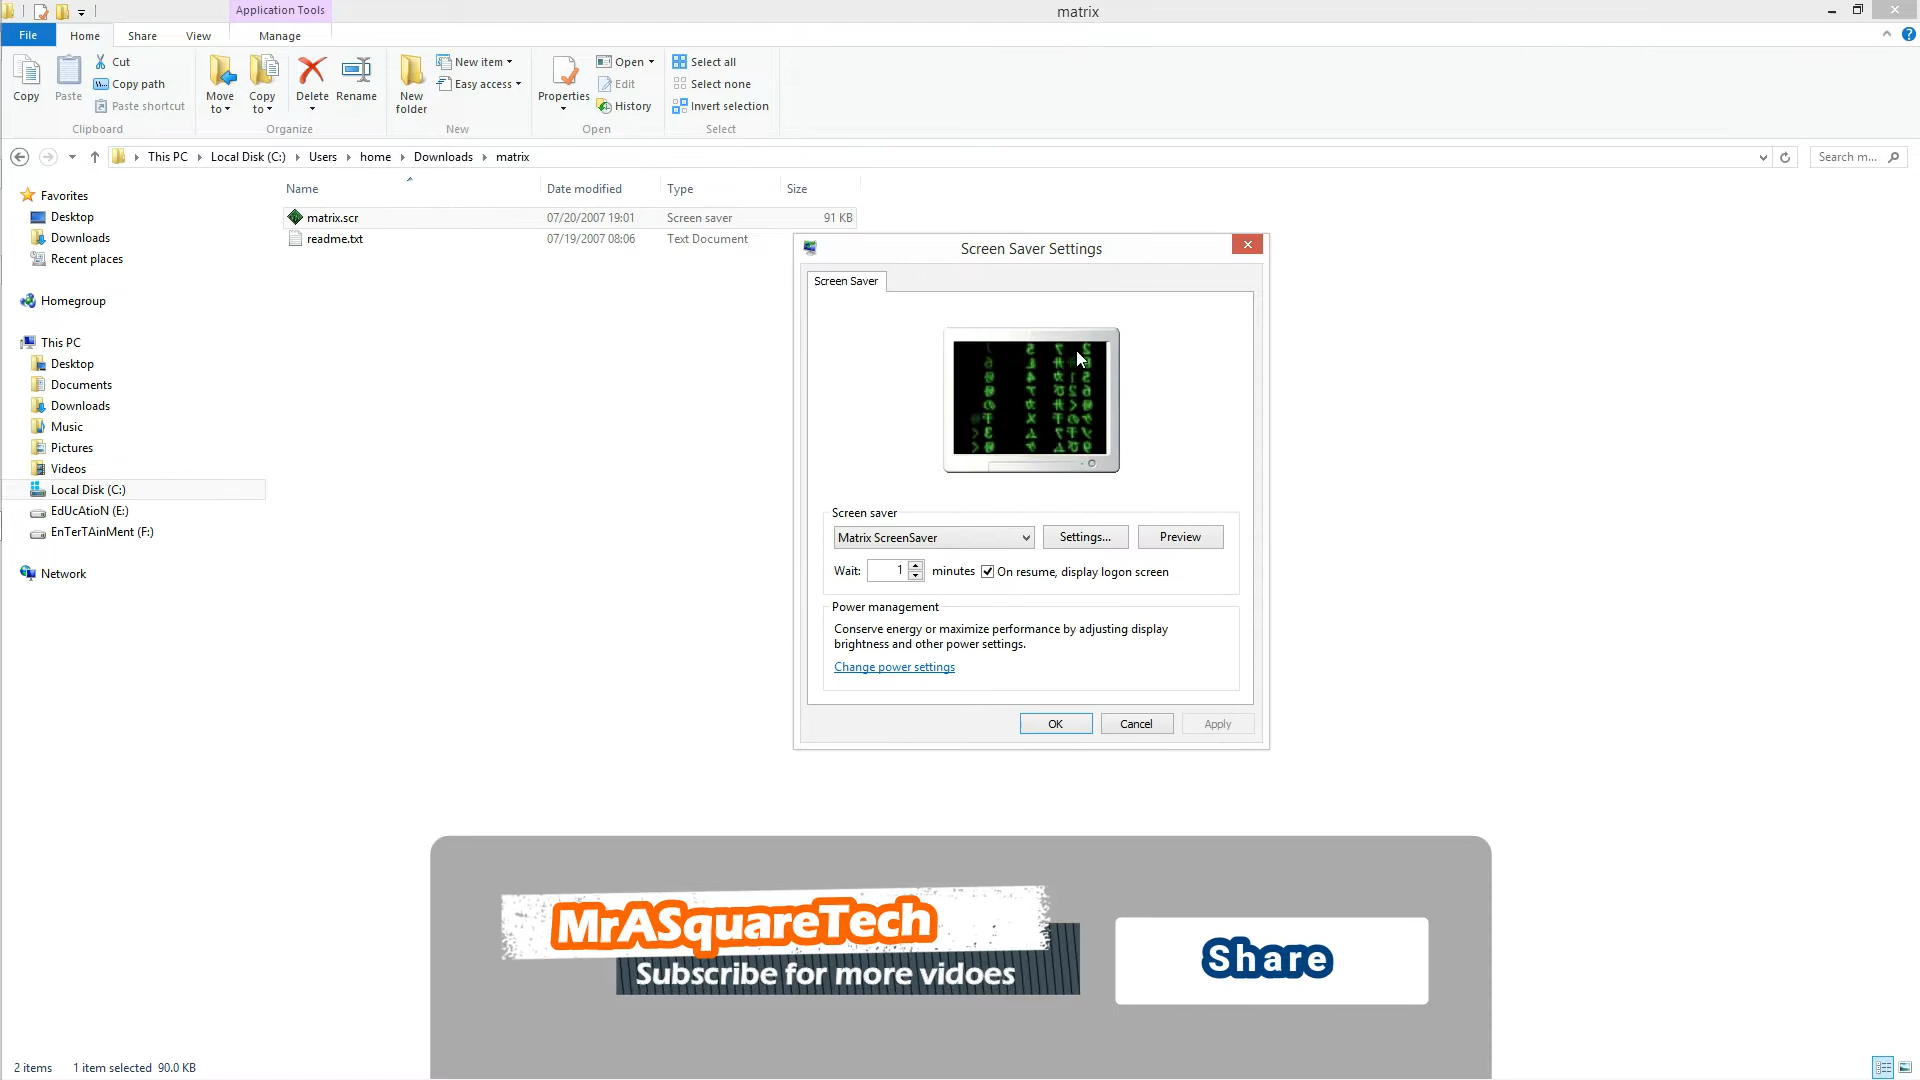 Application Tools
matrix
File
Home
Share
View
Manage
Copy
Paste
Cut
Copy path
Paste shortcut
Clipboard
Move to
Copy to
Delete
Rename
Organize
New folder
New item
Easy access
New
Properties
Open
Edit
History
Open
Select all
Select none
Invert selection
Select
This PC
Local Disk (C:)
Users
home
Downloads
matrix
Search m...
Name
Date modified
Type
Size
matrix.scr
07/20/2007 19:01
Screen saver
91 KB
readme.txt
07/19/2007 08:06
Text Document
Favorites
Desktop
Downloads
Recent places
Homegroup
This PC
Desktop
Documents
Downloads
Music
Pictures
Videos
Local Disk (C:)
EdUcAtioN (E:)
EnTerTAinMent (F:)
Network
Screen Saver Settings
Screen Saver
Screen saver
Matrix ScreenSaver
Settings...
Preview
Wait:
1
minutes
On resume, display logon screen
Power management
Conserve energy or maximize performance by adjusting display
brightness and other power settings.
Change power settings
OK
Cancel
Apply
MrASquareTech
Subscribe for more vidoes
Share
2 items
1 item selected 90.0 KB